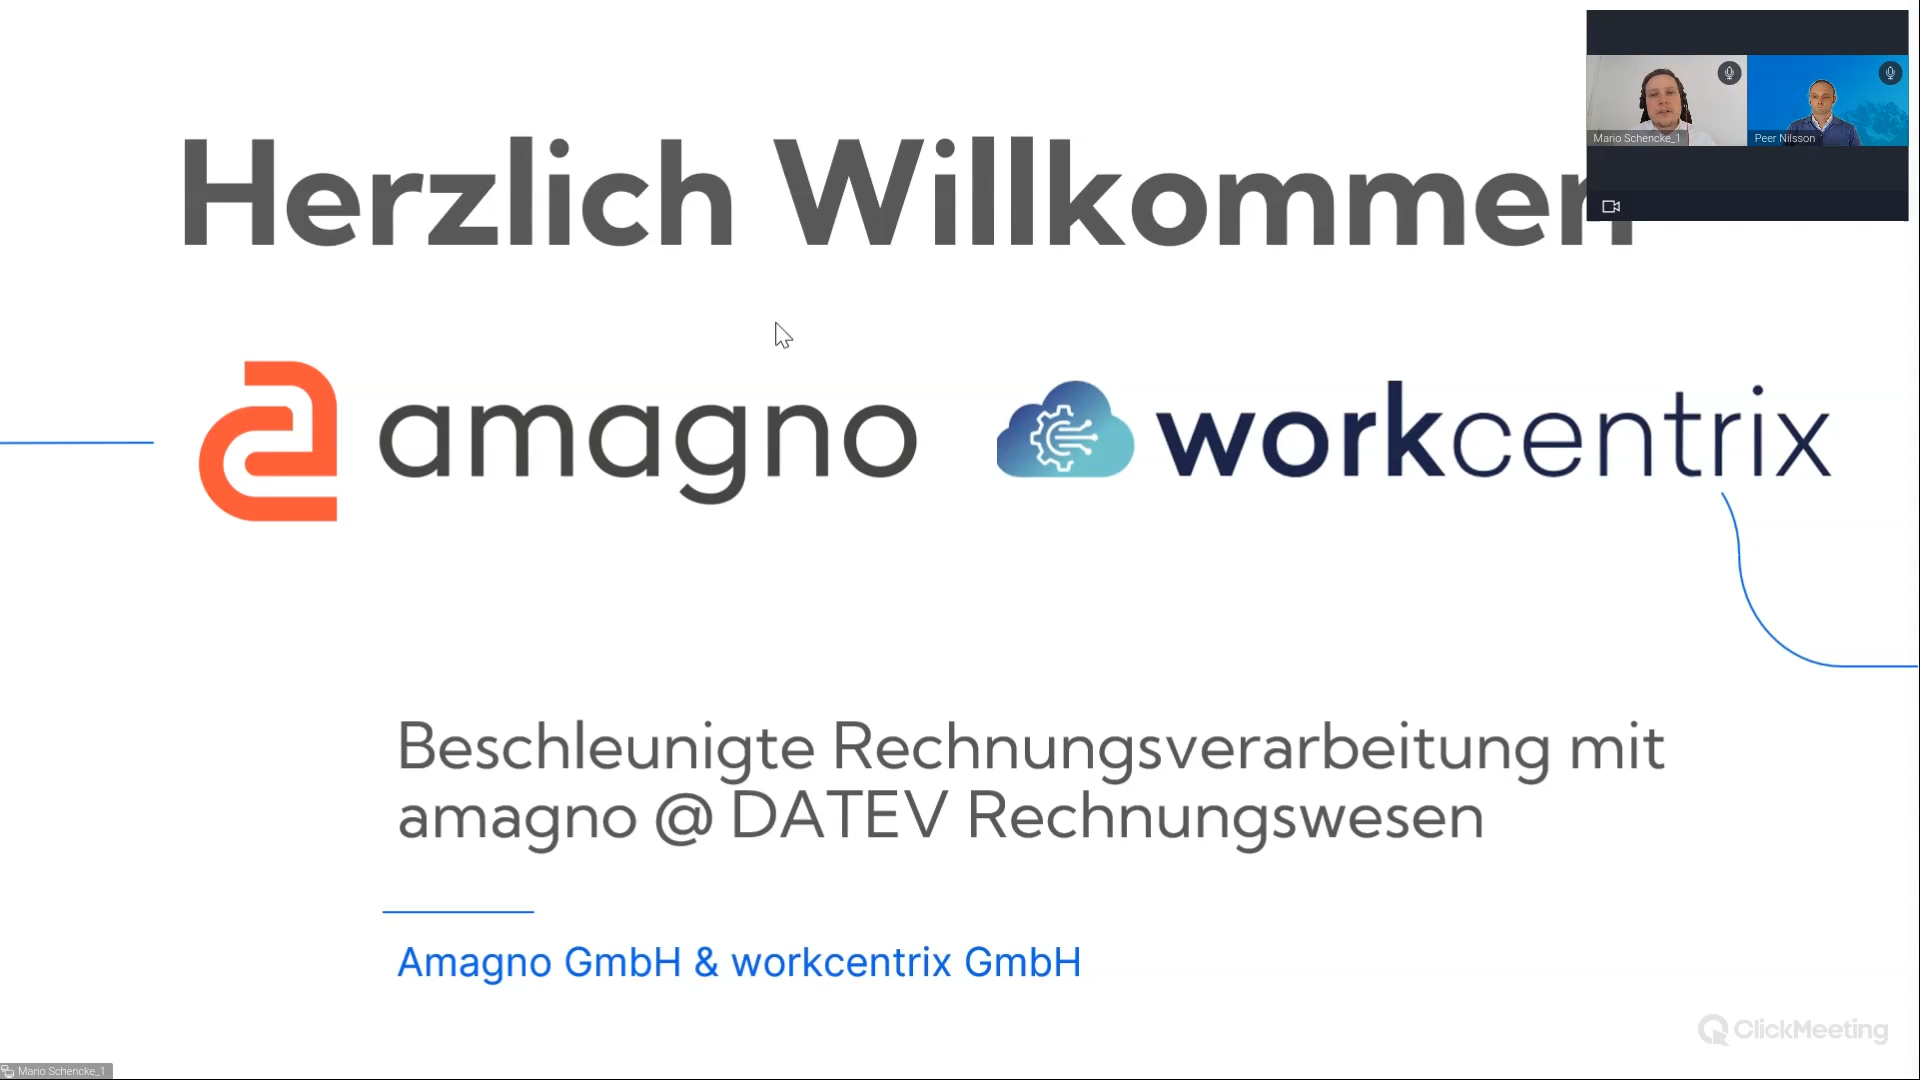 Mario Schencke_1
Peer Nilsson
Herzlich Willkommen
amagno
workcentrix
Beschleunigte Rechnungsverarbeitung mit
amagno @ DATEV Rechnungswesen
Amagno GmbH & workcentrix GmbH
ClickMeeting
Mario Schencke_1